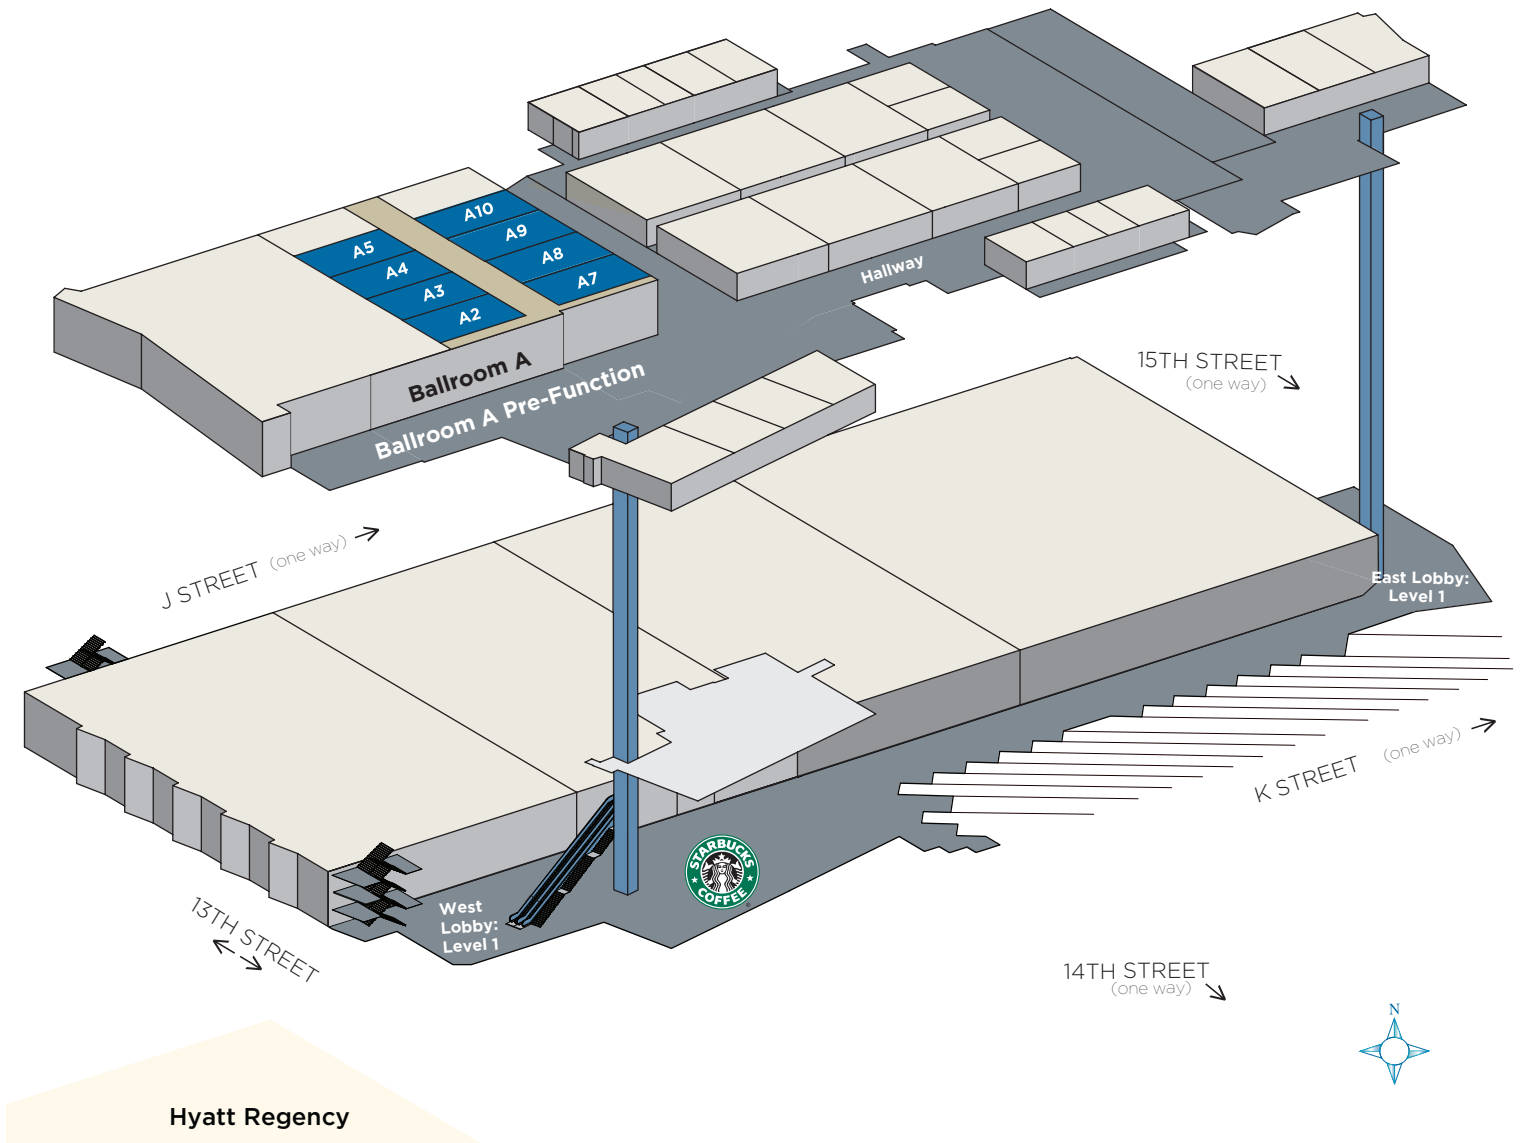 A10
A9
A8
A7
A5
A4
A3
A2
Hallway
Ballroom A
Ballroom A Pre-Function
15TH STREET
(one way)
J STREET (one way)
East Lobby:
Level 1
K STREET (one way)
STARBUCKS
COFFEE
West
Lobby:
Level 1
13TH STREET
14TH STREET
(one way)
N
Hyatt Regency